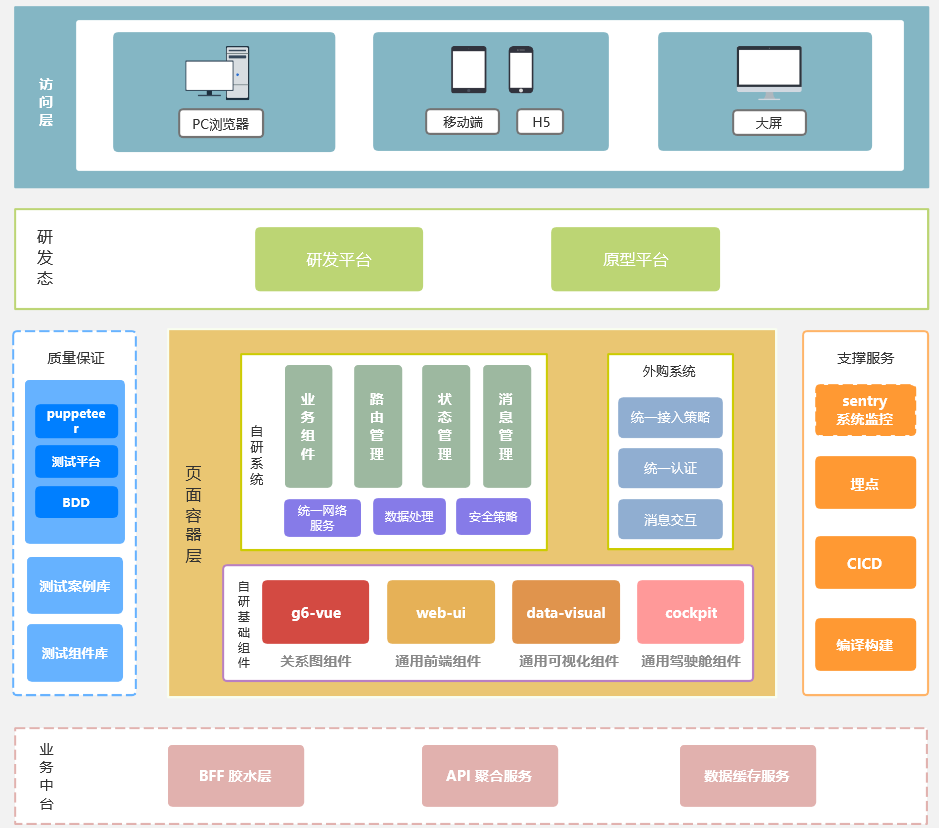 访问层
PC浏览器
移动端
H5
大屏
研发态
研发平台
原型平台
质量保证
puppetee
r
测试平台
BDD
测试案例库
测试组件库
页面容器层
自研系统
业务组件
路由管理
状态管理
消息管理
统一网络
服务
数据处理
安全策略
外购系统
统一接入策略
统一认证
消息交互
自研基础组件
g6-vue
web-ui
data-visual
cockpit
关系图组件
通用前端组件
通用可视化组件
通用驾驶舱组件
支撑服务
sentry
系统监控
埋点
CICD
编译构建
业务中台
BFF 胶水层
API 聚合服务
数据缓存服务